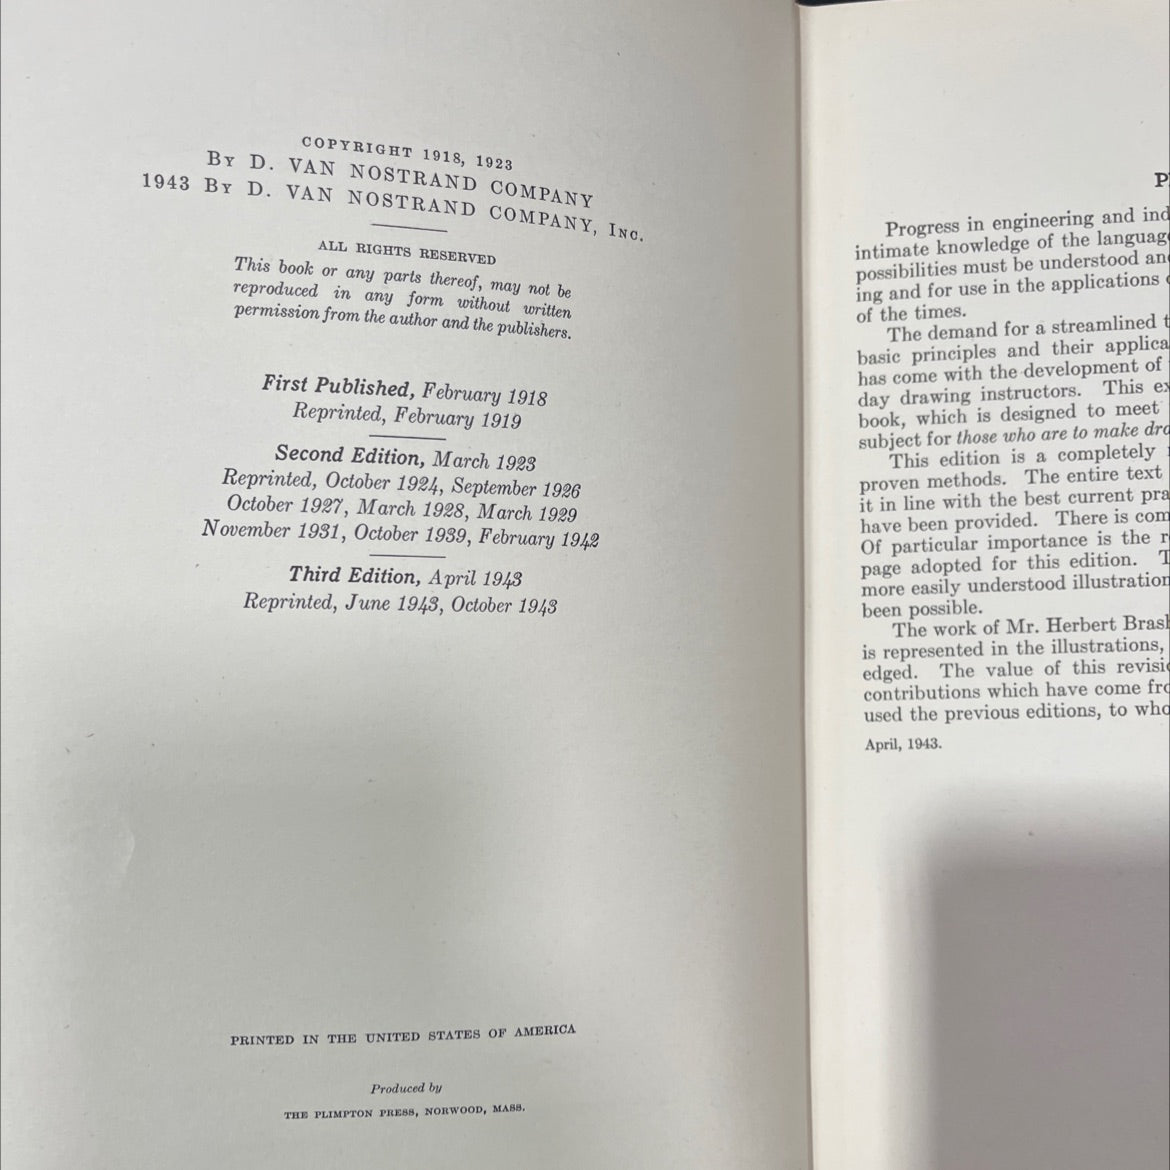 COPYRIGHT 1918, 1923
By D. VAN NOSTRAND COMPANY
1943 By D. VAN NOSTRAND COMPANY, Inc.
ALL RIGHTS RESERVED
This book or any parts thereof, may not be
reproduced in any form without written
permission from the author and the publishers.
First Published, February 1918
Reprinted, February 1919
Second Edition, March 1923
Reprinted, October 1924, September 1926
October 1927, March 1928, March 1929
November 1931, October 1939, February 1942
Third Edition, April 1943
Reprinted, June 1943, October 1943
PRINTED IN THE UNITED STATES OF AMERICA
Produced by
THE PLIMPTON PRESS, NORWOOD, MASS.
P
Progress in engineering and ind
intimate knowledge of the languag
possibilities must be understood an
ing and for use in the applications
of the times.
The demand for a streamlined t
basic principles and their applica
has come with the development of
day drawing instructors. This ex
book, which is designed to meet
subject for those who are to make dra
This edition is a completely
proven methods. The entire text
it in line with the best current pra
have been provided. There is com
Of particular importance is the r
page adopted for this edition. T
more easily understood illustration
been possible.
The work of Mr. Herbert Bras
is represented in the illustrations,
edged. The value of this revisi
contributions which have come fro
used the previous editions, to who
April, 1943.